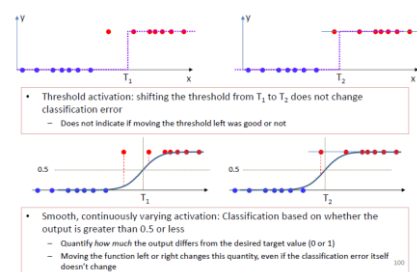 y
y
T1
x
T2
x
• Threshold activation: shifting the threshold from T1 to T2 does not change
classification error
– Does not indicate if moving the threshold left was good or not
0.5
0.5
T1
T2
• Smooth, continuously varying activation: Classification based on whether the
output is greater than 0.5 or less
– Quantify how much the output differs from the desired target value (0 or 1)
– Moving the function left or right changes this quantity, even if the classification error itself
doesn't change
100